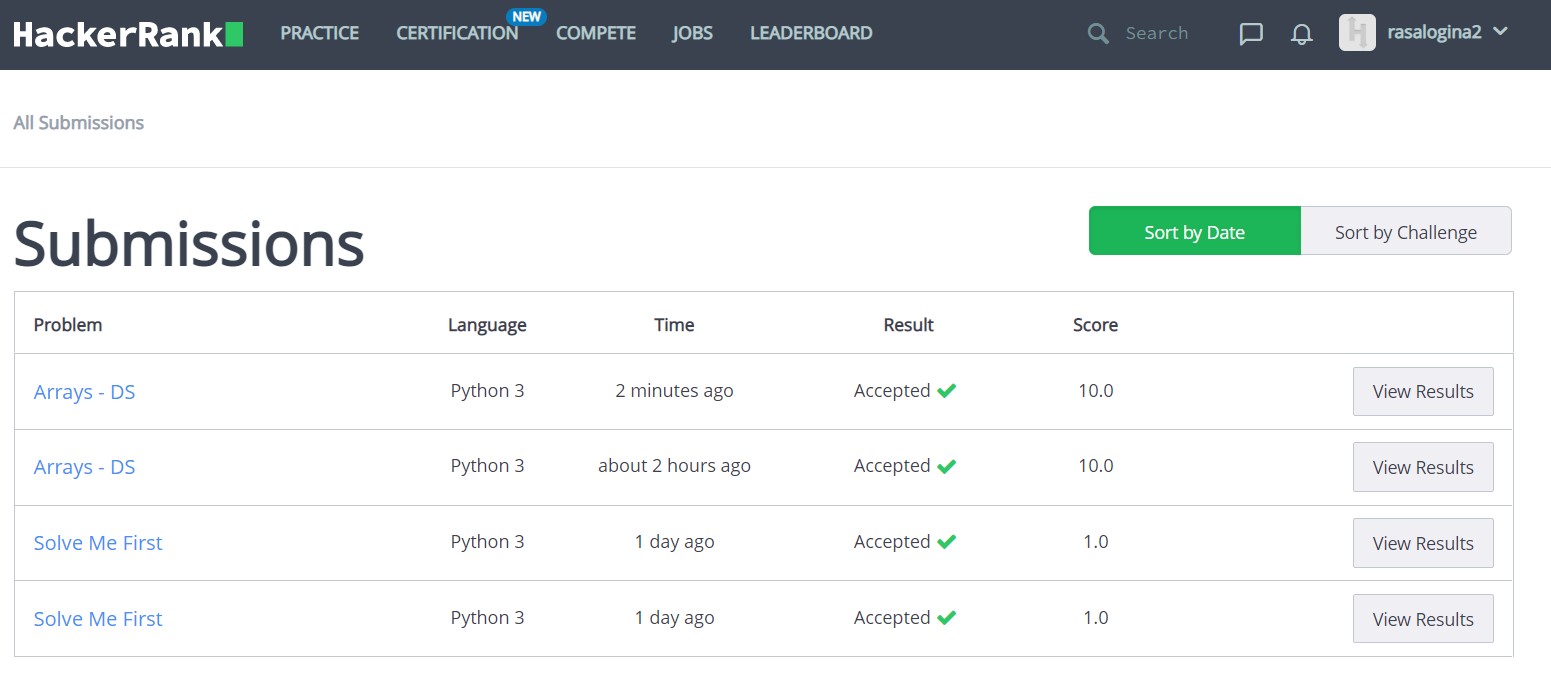 HackerRank PRACTICE CERTIFICATION NEW COMPETE JOBS LEADERBOARD Search rasalogina2
All Submissions
Submissions Sort by Date Sort by Challenge
Problem Language Time Result Score
Arrays - DS Python 3 2 minutes ago Accepted 10.0 View Results
Arrays - DS Python 3 about 2 hours ago Accepted 10.0 View Results
Solve Me First Python 3 1 day ago Accepted 1.0 View Results
Solve Me First Python 3 1 day ago Accepted 1.0 View Results